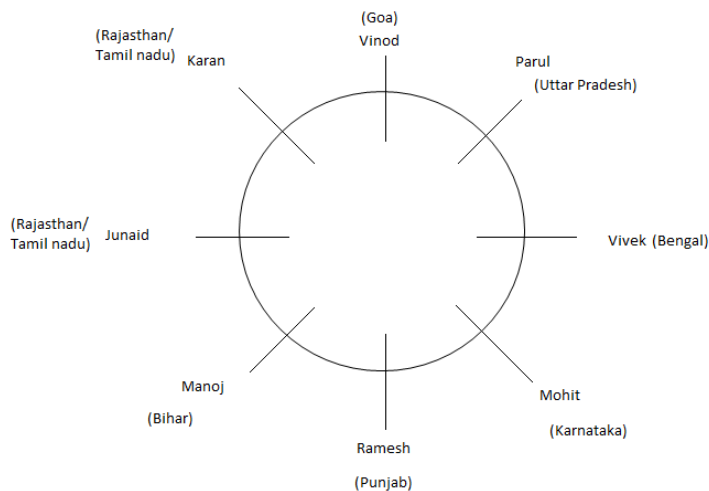 (Goa)
Vinod
(Rajasthan/
Tamil nadu)
Karan
Parul
(Uttar Pradesh)
(Rajasthan/
Tamil nadu)
Junaid
Vivek (Bengal)
Manoj
(Bihar)
Mohit
(Karnataka)
Ramesh
(Punjab)